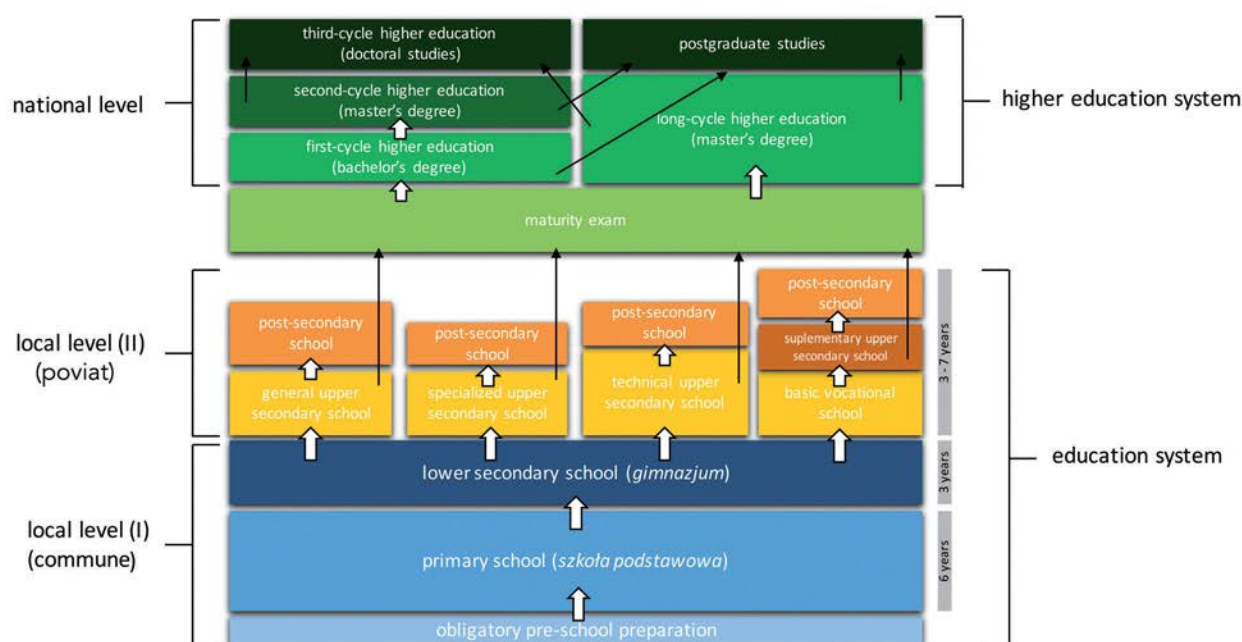 third-cycle higher education
(doctoral studies)
postgraduate studies
national level
second-cycle higher education
(master's degree)
higher education system
long-cycle higher education
(master's degree)
first-cycle higher education
(bachelor's degree)
maturity exam
local level (II)
(poviat)
post-secondary
school
post-secondary
school
post-secondary
school
post-secondary
school
suplementary upper
secondary school
general upper
secondary school
specialized upper
secondary school
technical upper
secondary school
basic vocational
school
3 - 7 years
education system
lower secondary school (gimnazjum)
3 years
local level (I)
(commune)
primary school (szkoła podstawowa)
6 years
obligatory pre-school preparation